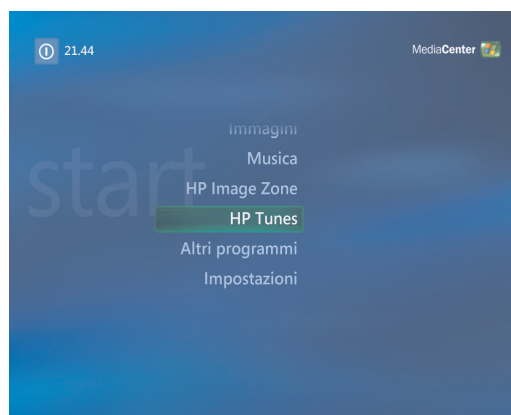 21.44
MediaCenter
start
Immagini
Musica
HP Image Zone
HP Tunes
Altri programmi
Impostazioni